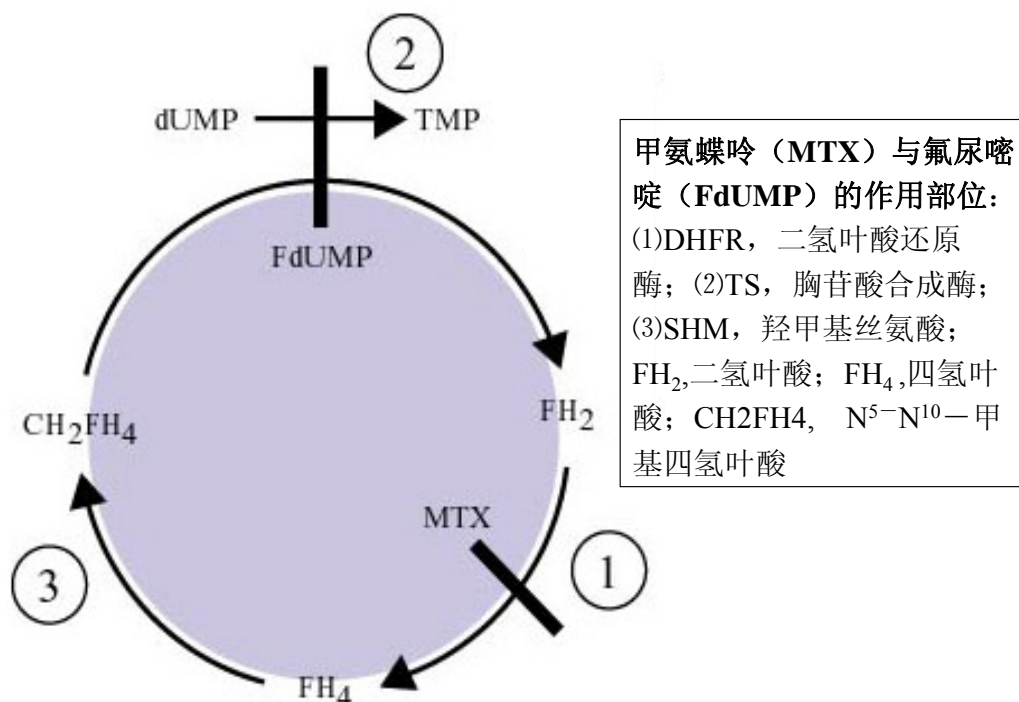 ②
dUMP
TMP
FdUMP
CH₂FH₄
FH₂
MTX
①
③
FH₄
甲氨蝶呤（MTX）与氟尿嘧
啶（FdUMP）的作用部位：
⑴DHFR，二氢叶酸还原
酶；⑵TS，胸苷酸合成酶；
⑶SHM，羟甲基丝氨酸；
FH₂,二氢叶酸；FH₄,四氢叶
酸；CH2FH4, N⁵⁻N¹⁰－甲
基四氢叶酸